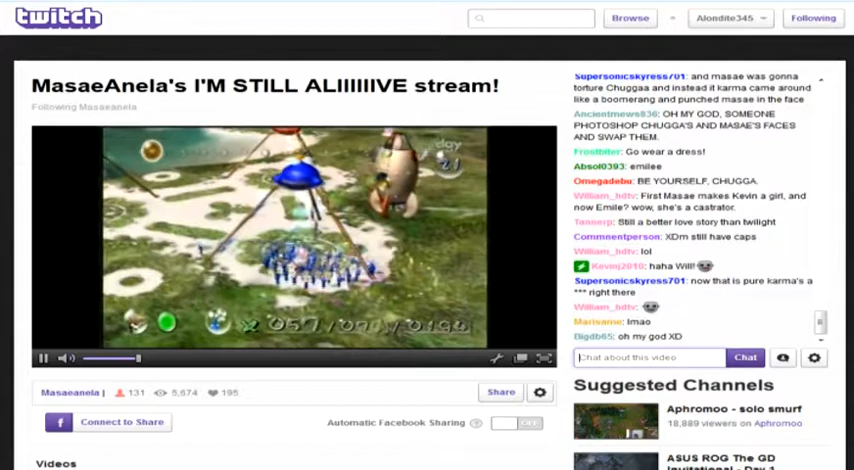 twitch
Browse
Alondite345
Following
MasaeAnela's I'M STILL ALIIIIIIVE stream!
Following Masaeanela
day
21
Masaeanela |
131
5,674
195
Share
Connect to Share
Automatic Facebook Sharing
OFF
Videos
Supersonicskyress701: and masae was gonna
torture Chuggaa and instead it karma came around
like a boomerang and punched masae in the face
Ancientmews836: OH MY GOD, SOMEONE
PHOTOSHOP CHUGGA'S AND MASAE'S FACES
AND SWAP THEM.
Frostbiter: Go wear a dress!
Absol0393: emilee
Omegadebu: BE YOURSELF, CHUGGA.
William_hdtv: First Masae makes Kevin a girl, and
now Emile? wow, she's a castrator.
Tannerp: Still a better love story than twilight
Commnentperson: XDm still have caps
William_hdtv: lol
Kevinj2010: haha Will!
Supersonicskyress701: now that is pure karma's a
*** right there
William_hdtv:
Marisame: lmao
Bigdb65: oh my god XD
Chat about this video
Chat
Suggested Channels
Aphromoo - solo smurf
18,889 viewers on Aphromoo
ASUS ROG The GD
Invitational - Day 1